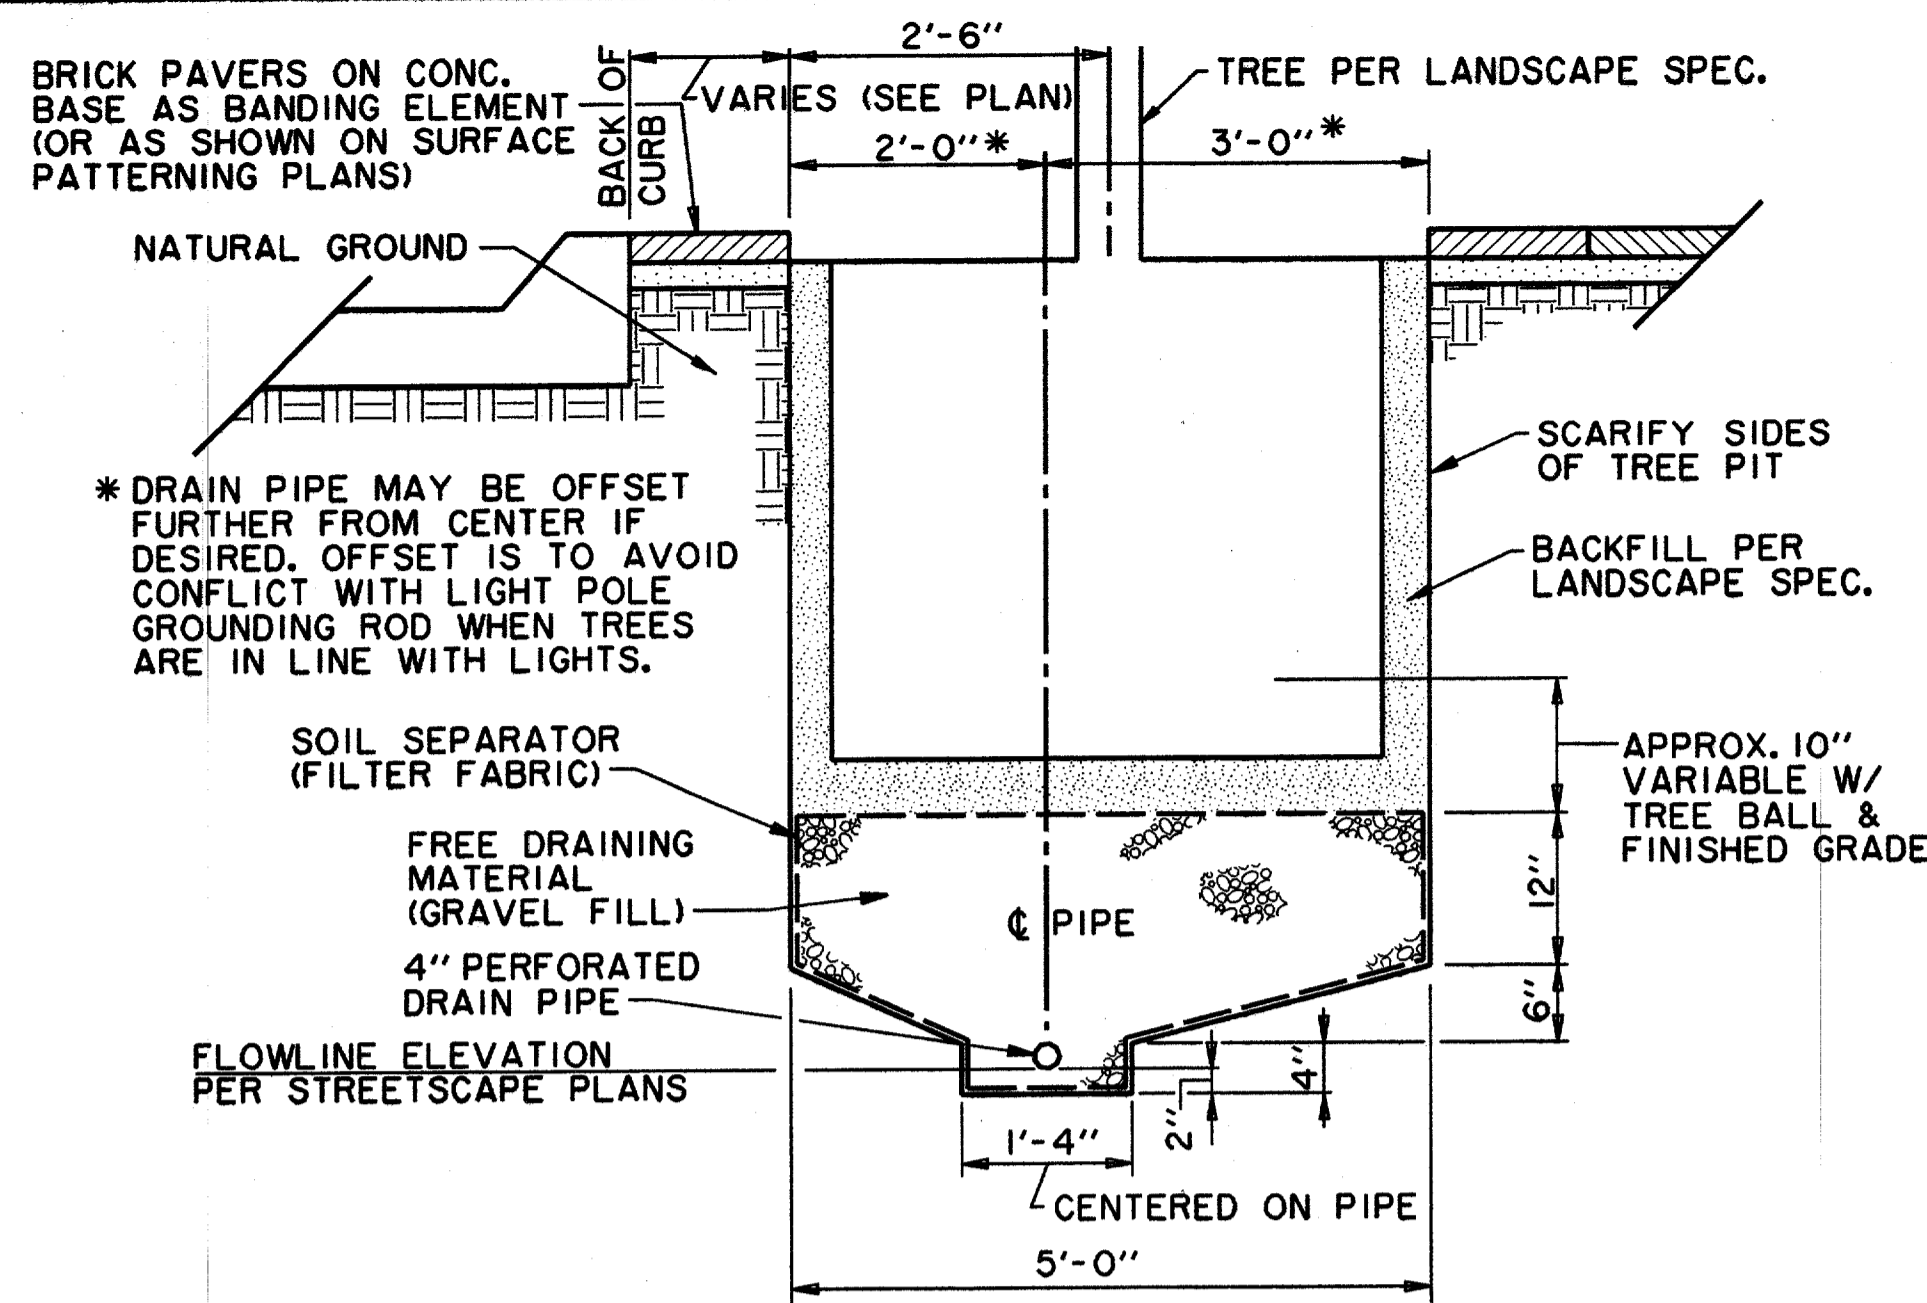 2'-6"
BRICK PAVERS ON CONC.
BASE AS BANDING ELEMENT
(OR AS SHOWN ON SURFACE
PATTERNING PLANS)
BACK OF
CURB
VARIES (SEE PLAN)
TREE PER LANDSCAPE SPEC.
2'-0"*
3'-0"*
NATURAL GROUND
SCARIFY SIDES
OF TREE PIT
* DRAIN PIPE MAY BE OFFSET
FURTHER FROM CENTER IF
DESIRED. OFFSET IS TO AVOID
CONFLICT WITH LIGHT POLE
GROUNDING ROD WHEN TREES
ARE IN LINE WITH LIGHTS.
BACKFILL PER
LANDSCAPE SPEC.
SOIL SEPARATOR
(FILTER FABRIC)
APPROX. 10"
VARIABLE W/
TREE BALL &
FINISHED GRADE
FREE DRAINING
MATERIAL
(GRAVEL FILL)
12"
℄ PIPE
4" PERFORATED
DRAIN PIPE
6"
FLOWLINE ELEVATION
PER STREETSCAPE PLANS
4"
2"
1'-4"
CENTERED ON PIPE
5'-0"